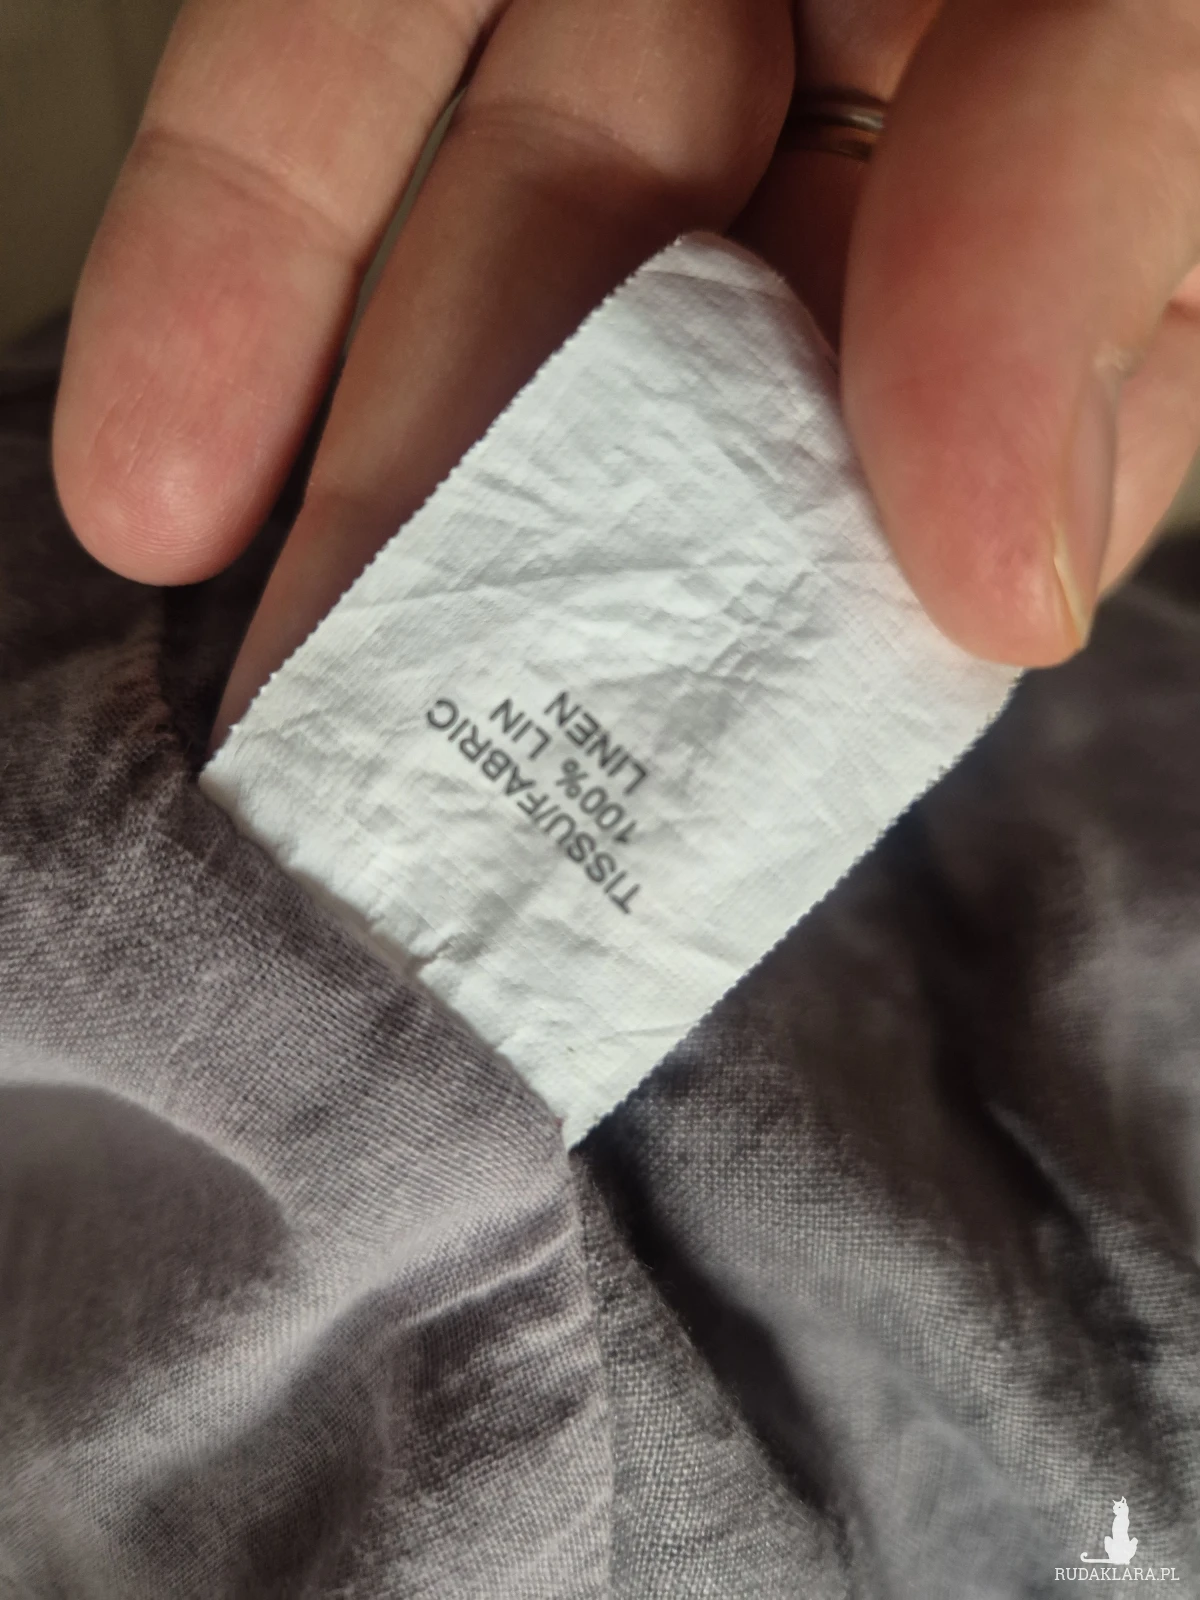 TISSU/FABRIC
100% LIN
LINEN
RUDAKLARA.PL